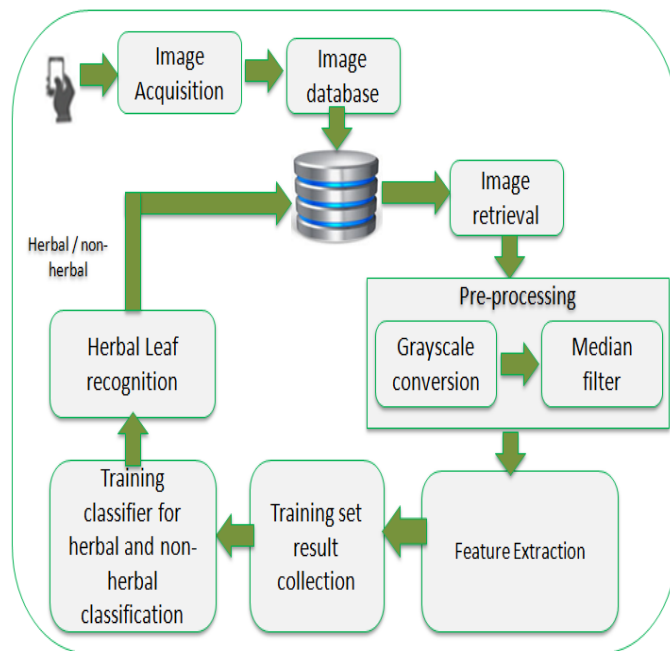 Image
Acquisition
Image
database
Image
retrieval
Herbal / non-
herbal
Pre-processing
Grayscale
conversion
Median
filter
Herbal Leaf
recognition
Training
classifier for
herbal and non-
herbal
classification
Training set
result
collection
Feature Extraction